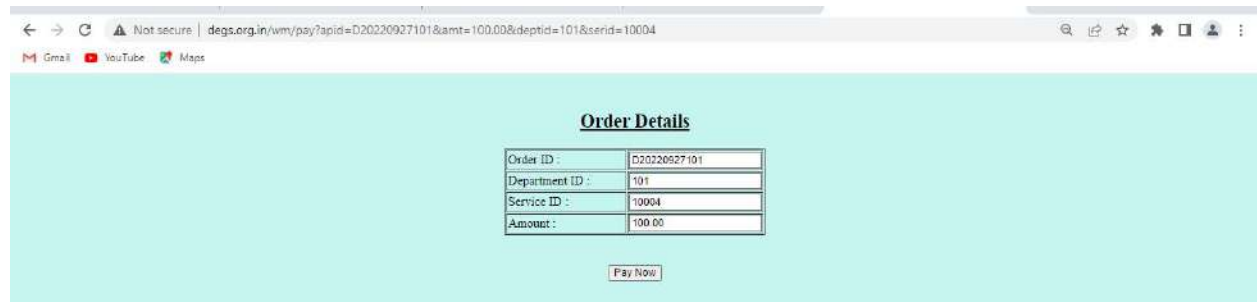 Not secure | degs.org.in/wm/pay?apid=D20220927101&amt=100.00&deptid=101&serid=10004
Gmail YouTube Maps
Order Details
Order ID : D20220927101
Department ID : 101
Service ID : 10004
Amount : 100.00
Pay Now